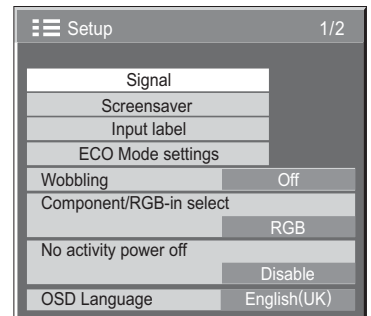 Setup 1/2
Signal
Screensaver
Input label
ECO Mode settings
Wobbling Off
Component/RGB-in select
RGB
No activity power off
Disable
OSD Language English(UK)